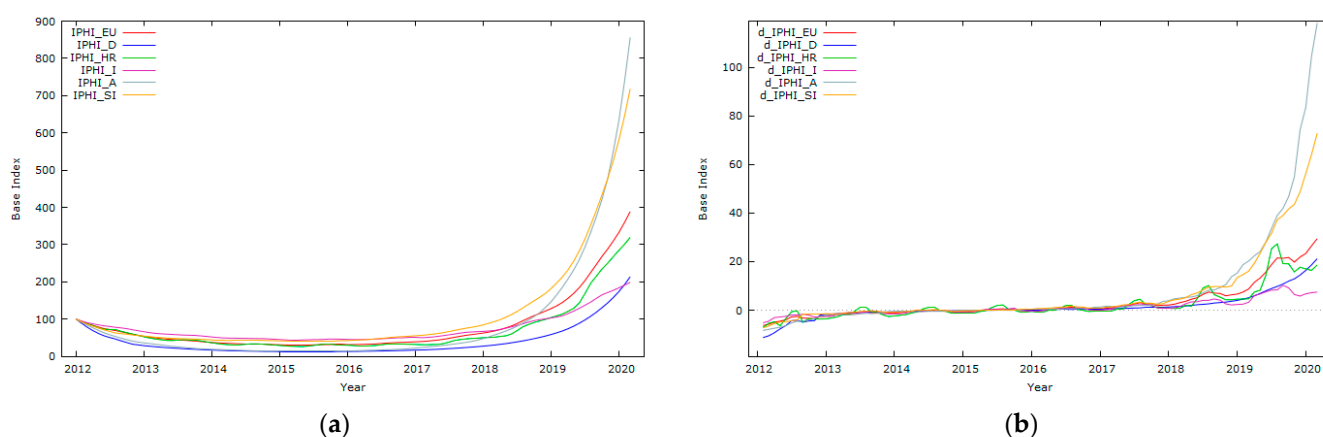 900
800
700
600
500
400
300
200
100
0
Base Index
IPHI_EU
IPHI_D
IPHI_HR
IPHI_I
IPHI_A
IPHI_SI
2012 2013 2014 2015 2016 2017 2018 2019 2020
Year
(a)
100
80
60
40
20
0
Base Index
d_IPHI_EU
d_IPHI_D
d_IPHI_HR
d_IPHI_I
d_IPHI_A
d_IPHI_SI
2012 2013 2014 2015 2016 2017 2018 2019 2020
Year
(b)